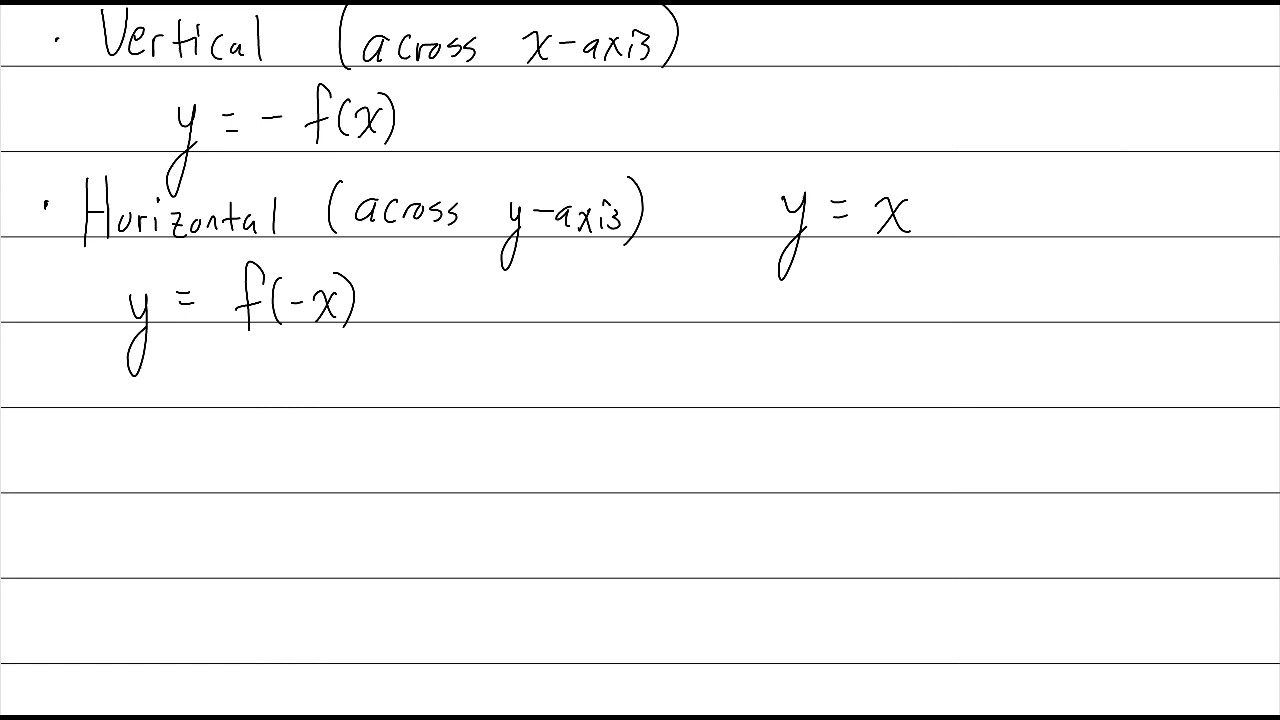 · Vertical (across x-axis)
y = - f(x)
· Horizontal (across y-axis) y = x
y = f(-x)